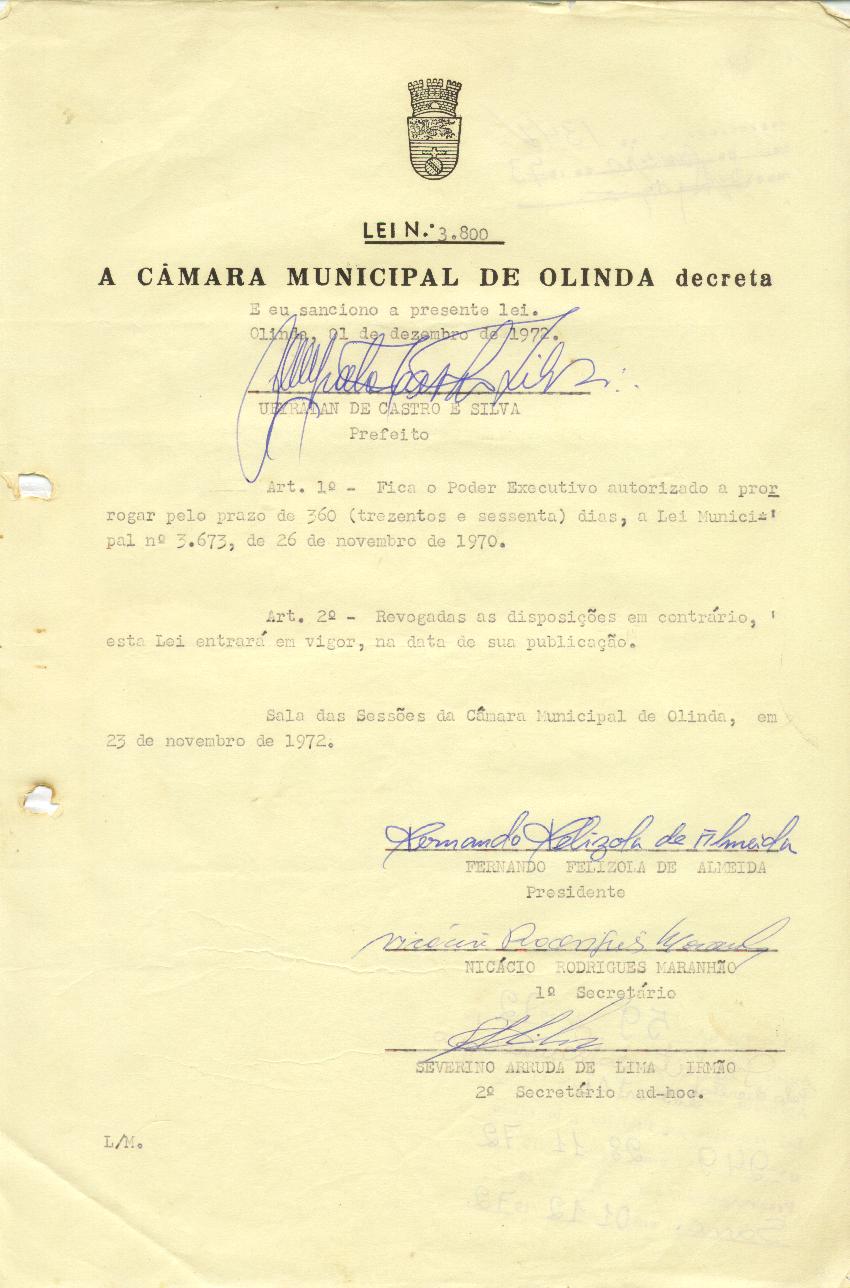 LEI N.º 3.800
A CÂMARA MUNICIPAL DE OLINDA decreta
E eu sanciono a presente lei.
Olinda, 01 de dezembro de 1972.
UBIRATAN DE CASTRO E SILVA
Prefeito
Art. 1º - Fica o Poder Executivo autorizado a pror
rogar pelo prazo de 360 (trezentos e sessenta) dias, a Lei Munici-'
pal nº 3.673, de 26 de novembro de 1970.
Art. 2º - Revogadas as disposições em contrário, '
esta Lei entrará em vigor, na data de sua publicação.
Sala das Sessões da Câmara Municipal de Olinda, em
23 de novembro de 1972.
Fernando Felizola de Almeida
FERNANDO FELIZOLA DE ALMEIDA
Presidente
Nicácio Rodrigues Maranhão
NICÁCIO RODRIGUES MARANHÃO
1º Secretário
SEVERINO ARRUDA DE LIMA IRMÃO
2º Secretário ad-hoc.
L/M.